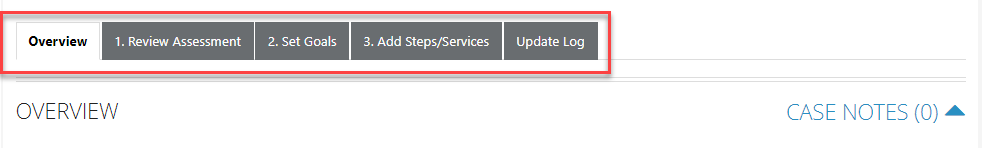 Overview 1. Review Assessment 2. Set Goals 3. Add Steps/Services Update Log
OVERVIEW CASE NOTES (0)